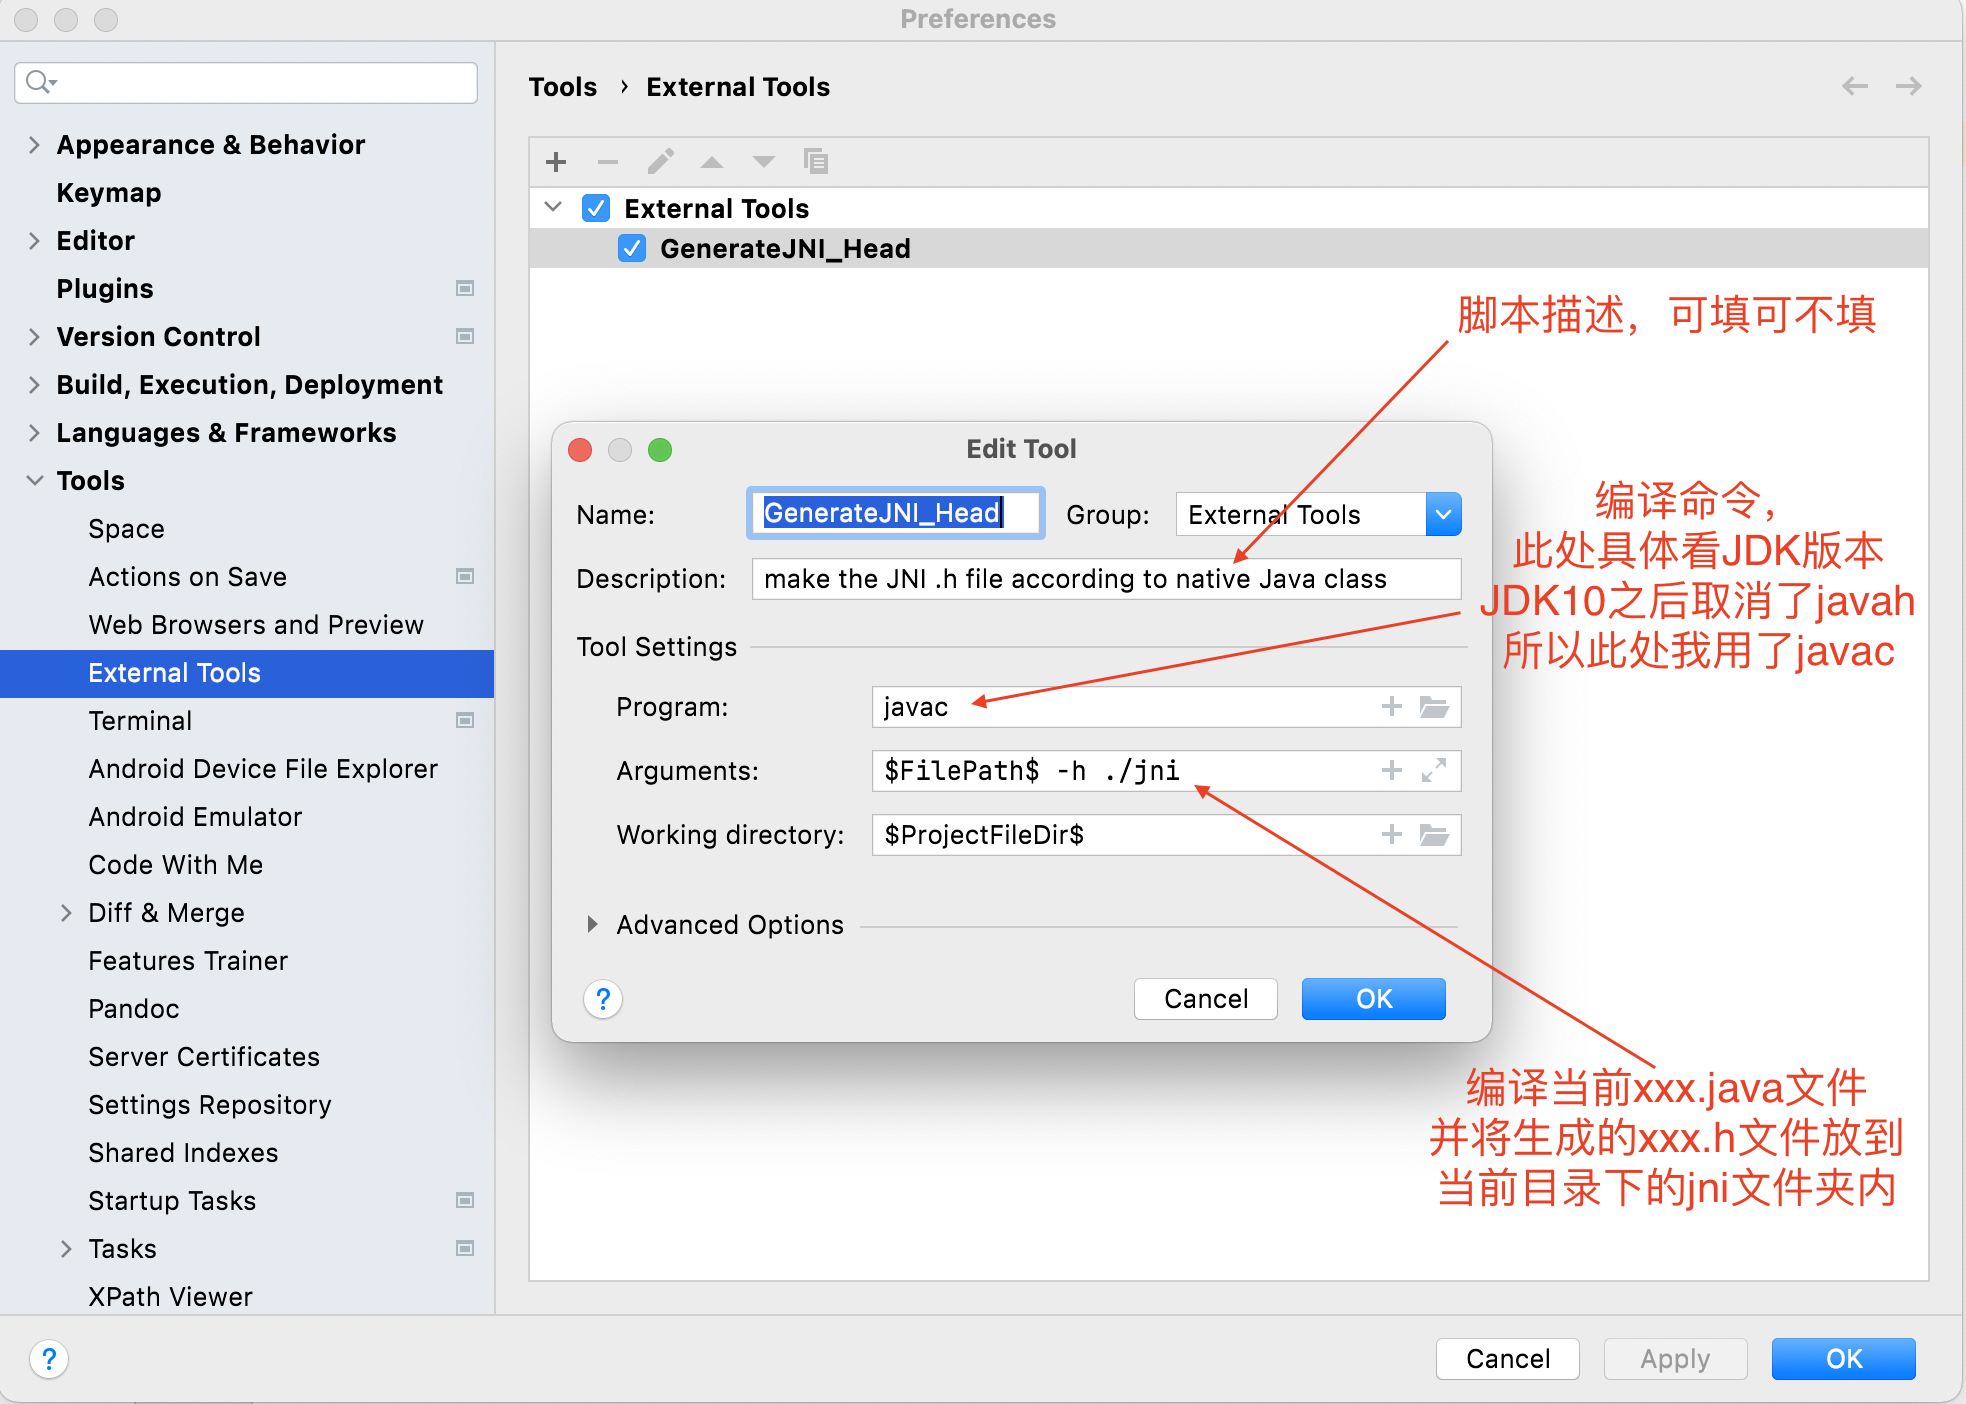 Preferences
Tools › External Tools
Appearance & Behavior
Keymap
Editor
Plugins
Version Control
Build, Execution, Deployment
Languages & Frameworks
Tools
Space
Actions on Save
Web Browsers and Preview
External Tools
Terminal
Android Device File Explorer
Android Emulator
Code With Me
Diff & Merge
Features Trainer
Pandoc
Server Certificates
Settings Repository
Shared Indexes
Startup Tasks
Tasks
XPath Viewer
External Tools
GenerateJNI_Head
脚本描述，可填可不填
Edit Tool
Name: GenerateJNI_Head Group: External Tools
Description: make the JNI .h file according to native Java class
Tool Settings
Program: javac
Arguments: $FilePath$ -h ./jni
Working directory: $ProjectFileDir$
Advanced Options
? Cancel OK
编译命令，
此处具体看JDK版本
JDK10之后取消了javah
所以此处我用了javac
编译当前xxx.java文件
并将生成的xxx.h文件放到
当前目录下的jni文件夹内
? Cancel Apply OK